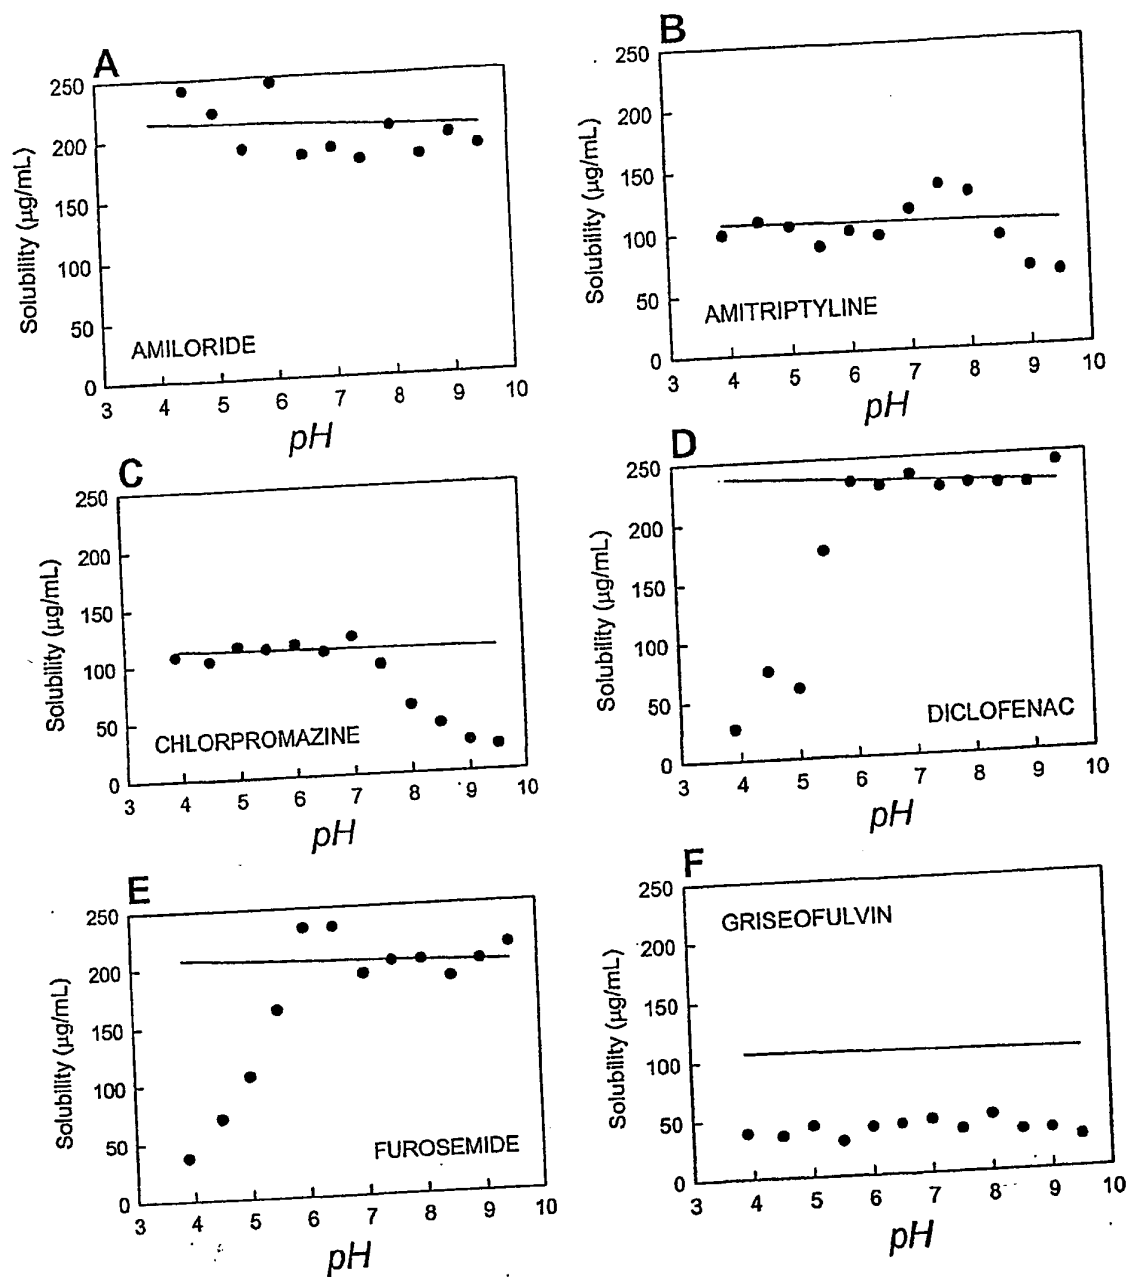 A
250
200
150
100
50
0
Solubility (µg/mL)
AMILORIDE
3 4 5 6 7 8 9 10
pH
B
250
200
150
100
50
0
Solubility (µg/mL)
AMITRIPTYLINE
3 4 5 6 7 8 9 10
pH
C
250
200
150
100
50
0
Solubility (µg/mL)
CHLORPROMAZINE
3 4 5 6 7 8 9 10
pH
D
250
200
150
100
50
0
Solubility (µg/mL)
DICLOFENAC
3 4 5 6 7 8 9 10
pH
E
250
200
150
100
50
0
Solubility (µg/mL)
FUROSEMIDE
3 4 5 6 7 8 9 10
pH
F
250
200
150
100
50
0
Solubility (µg/mL)
GRISEOFULVIN
3 4 5 6 7 8 9 10
pH